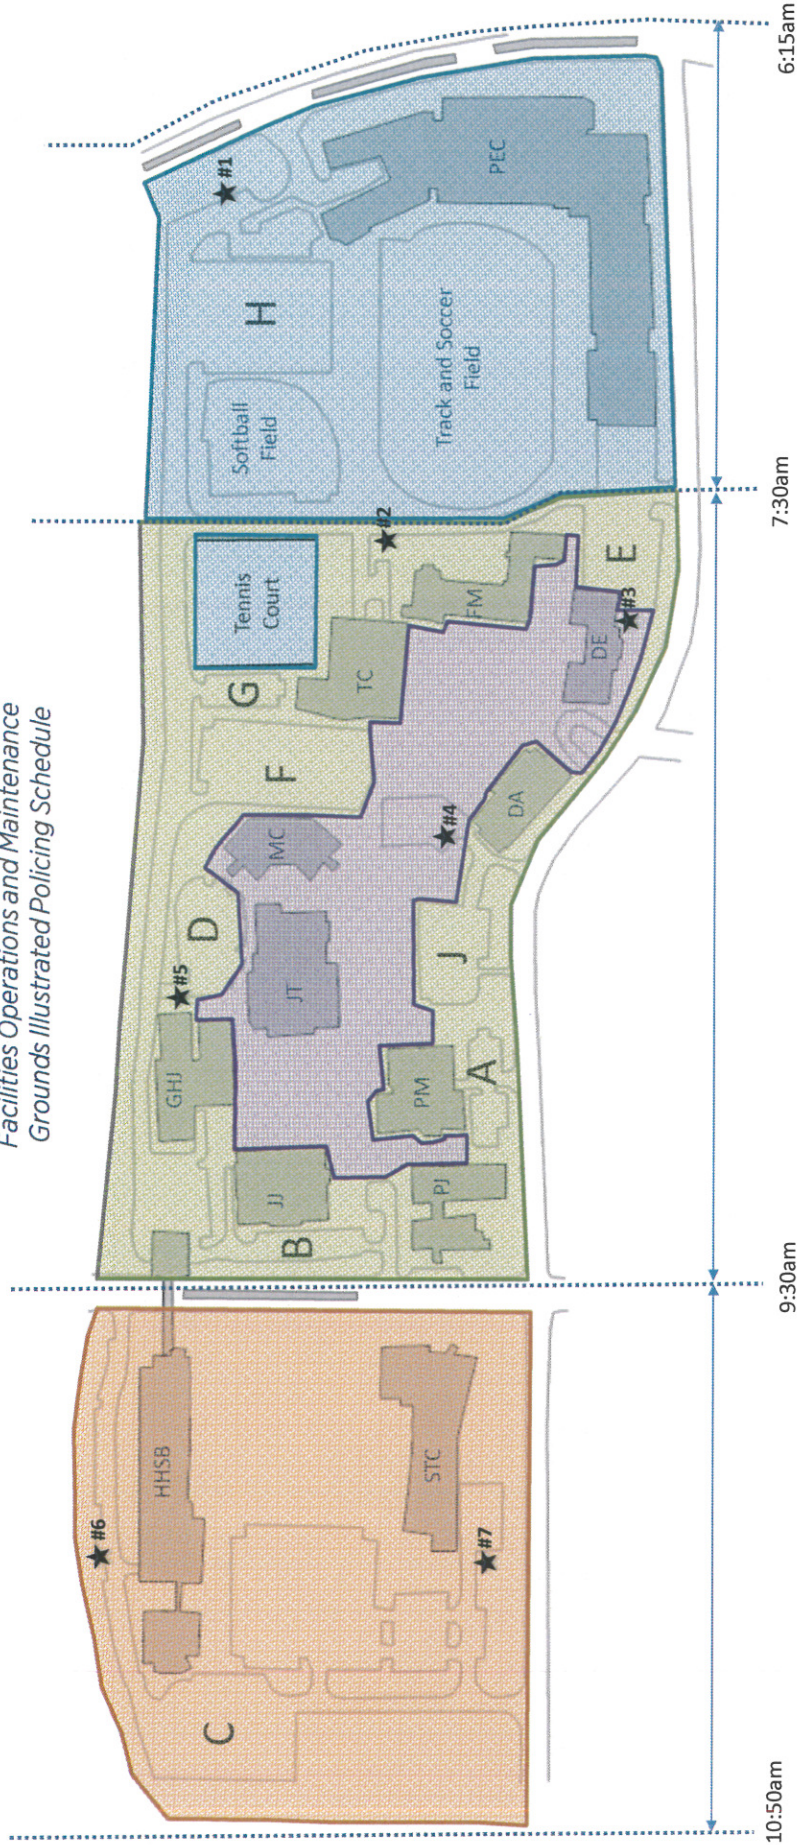 Facilities Operations and Maintenance
Grounds Illustrated Policing Schedule
#6
HHSB
C
STC
#7
10:50am
#5
GHJ
D
JJ
B
JT
MC
F
G
Tennis
Court
TC
#2
FM
PJ
PM
A
J
#4
DA
DE
#3
E
9:30am
#1
H
Softball
Field
Track and Soccer
Field
PEC
7:30am
6:15am